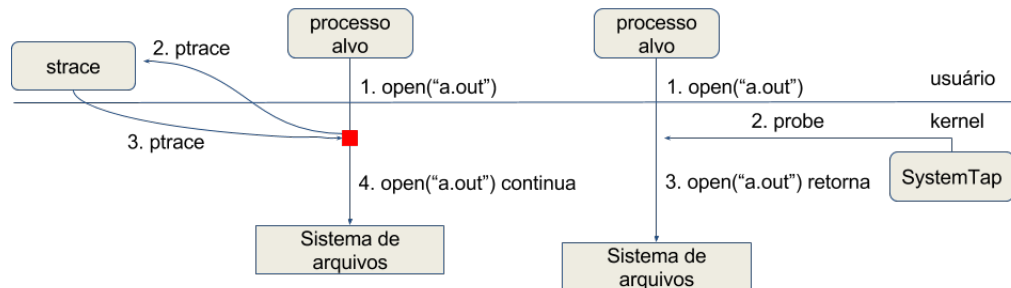 processo
alvo
processo
alvo
strace
2. ptrace
1. open(“a.out”)
1. open(“a.out”)
usuário
3. ptrace
2. probe
kernel
4. open(“a.out”) continua
3. open(“a.out”) retorna
SystemTap
Sistema de
arquivos
Sistema de
arquivos